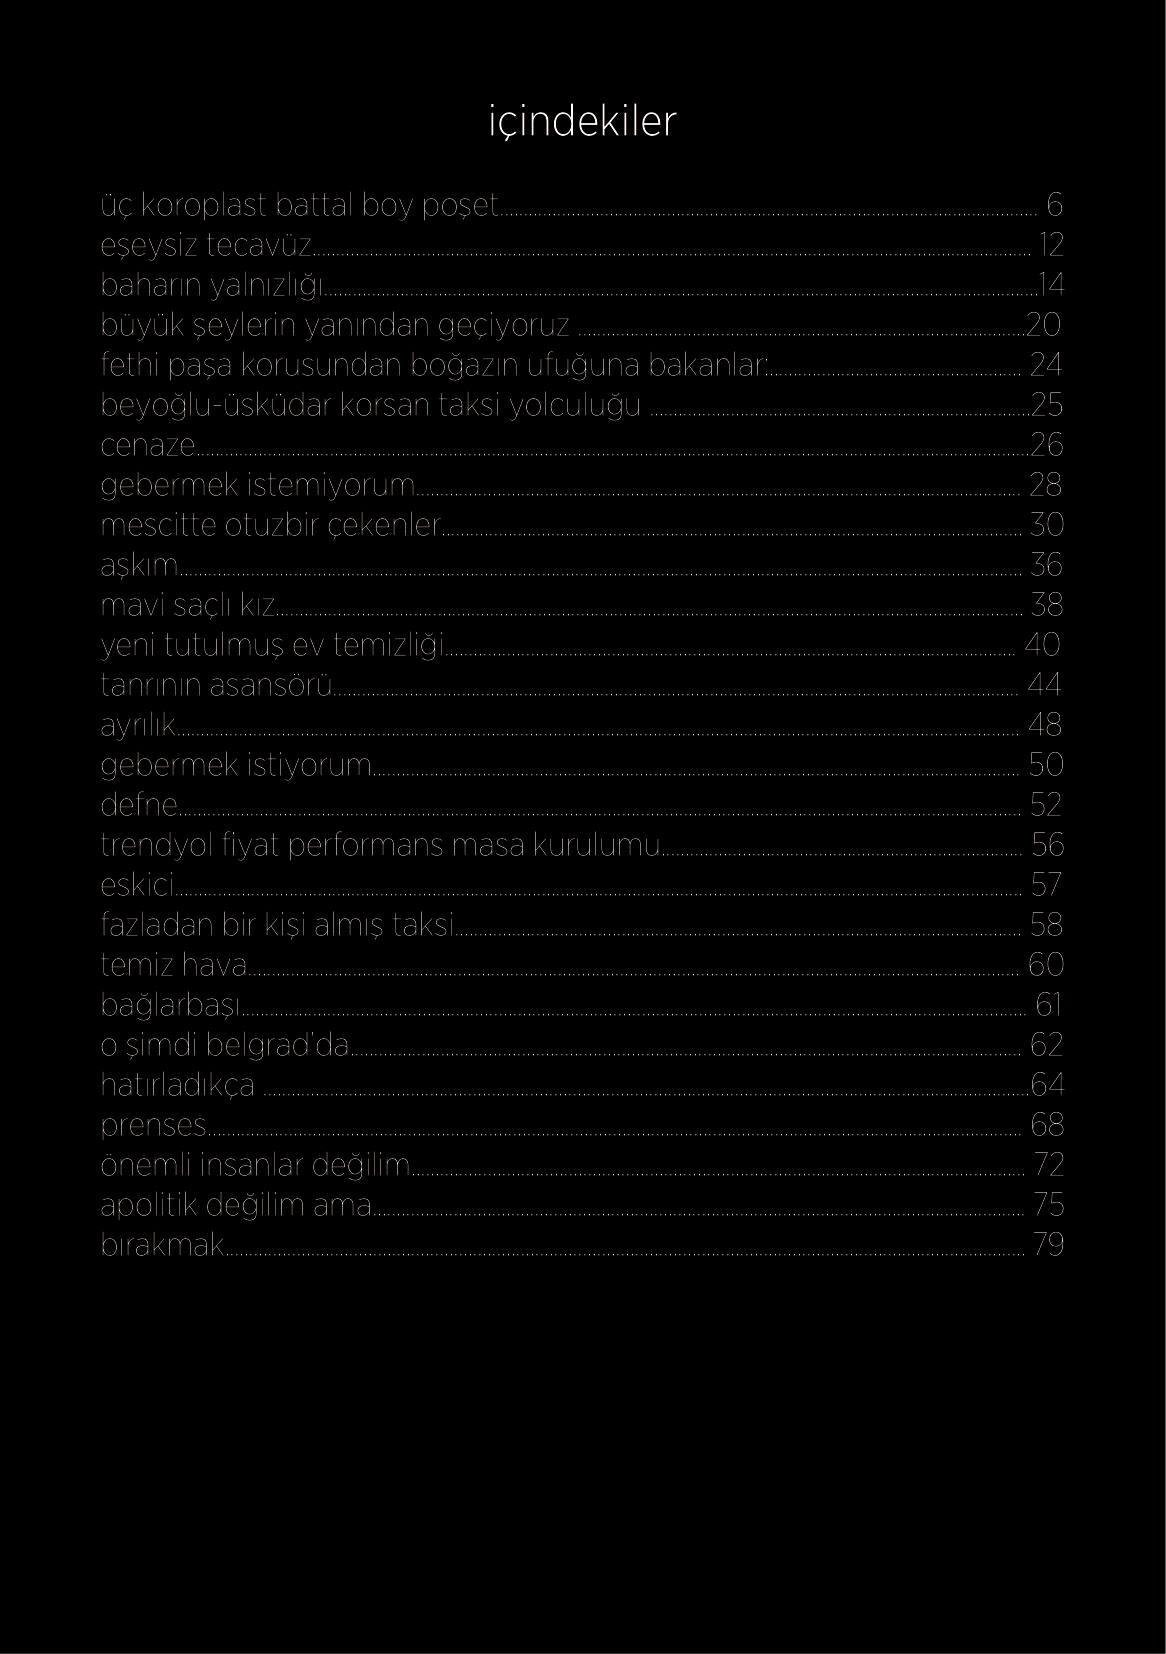 içindekiler
üç koroplast battal boy poşet........................................ 6
eşeysiz tecavüz........................................ 12
baharın yalnızlığı........................................14
büyük şeylerin yanından geçiyoruz ........................................20
fethi paşa korusundan boğazın ufuğuna bakanlar:........................................ 24
beyoğlu-üsküdar korsan taksi yolculuğu ........................................25
cenaze........................................26
gebermek istemiyorum........................................ 28
mescitte otuzbir çekenler........................................ 30
aşkım........................................ 36
mavi saçlı kız........................................ 38
yeni tutulmuş ev temizliği........................................ 40
tanrının asansörü........................................ 44
ayrılık........................................ 48
gebermek istiyorum........................................ 50
defne........................................ 52
trendyol fiyat performans masa kurulumu........................................ 56
eskici........................................ 57
fazladan bir kişi almış taksi........................................ 58
temiz hava........................................ 60
bağlarbaşı........................................ 61
o şimdi belgrad'da........................................ 62
hatırladıkça ........................................64
prenses........................................ 68
önemli insanlar değilim........................................ 72
apolitik değilim ama........................................ 75
bırakmak........................................ 79